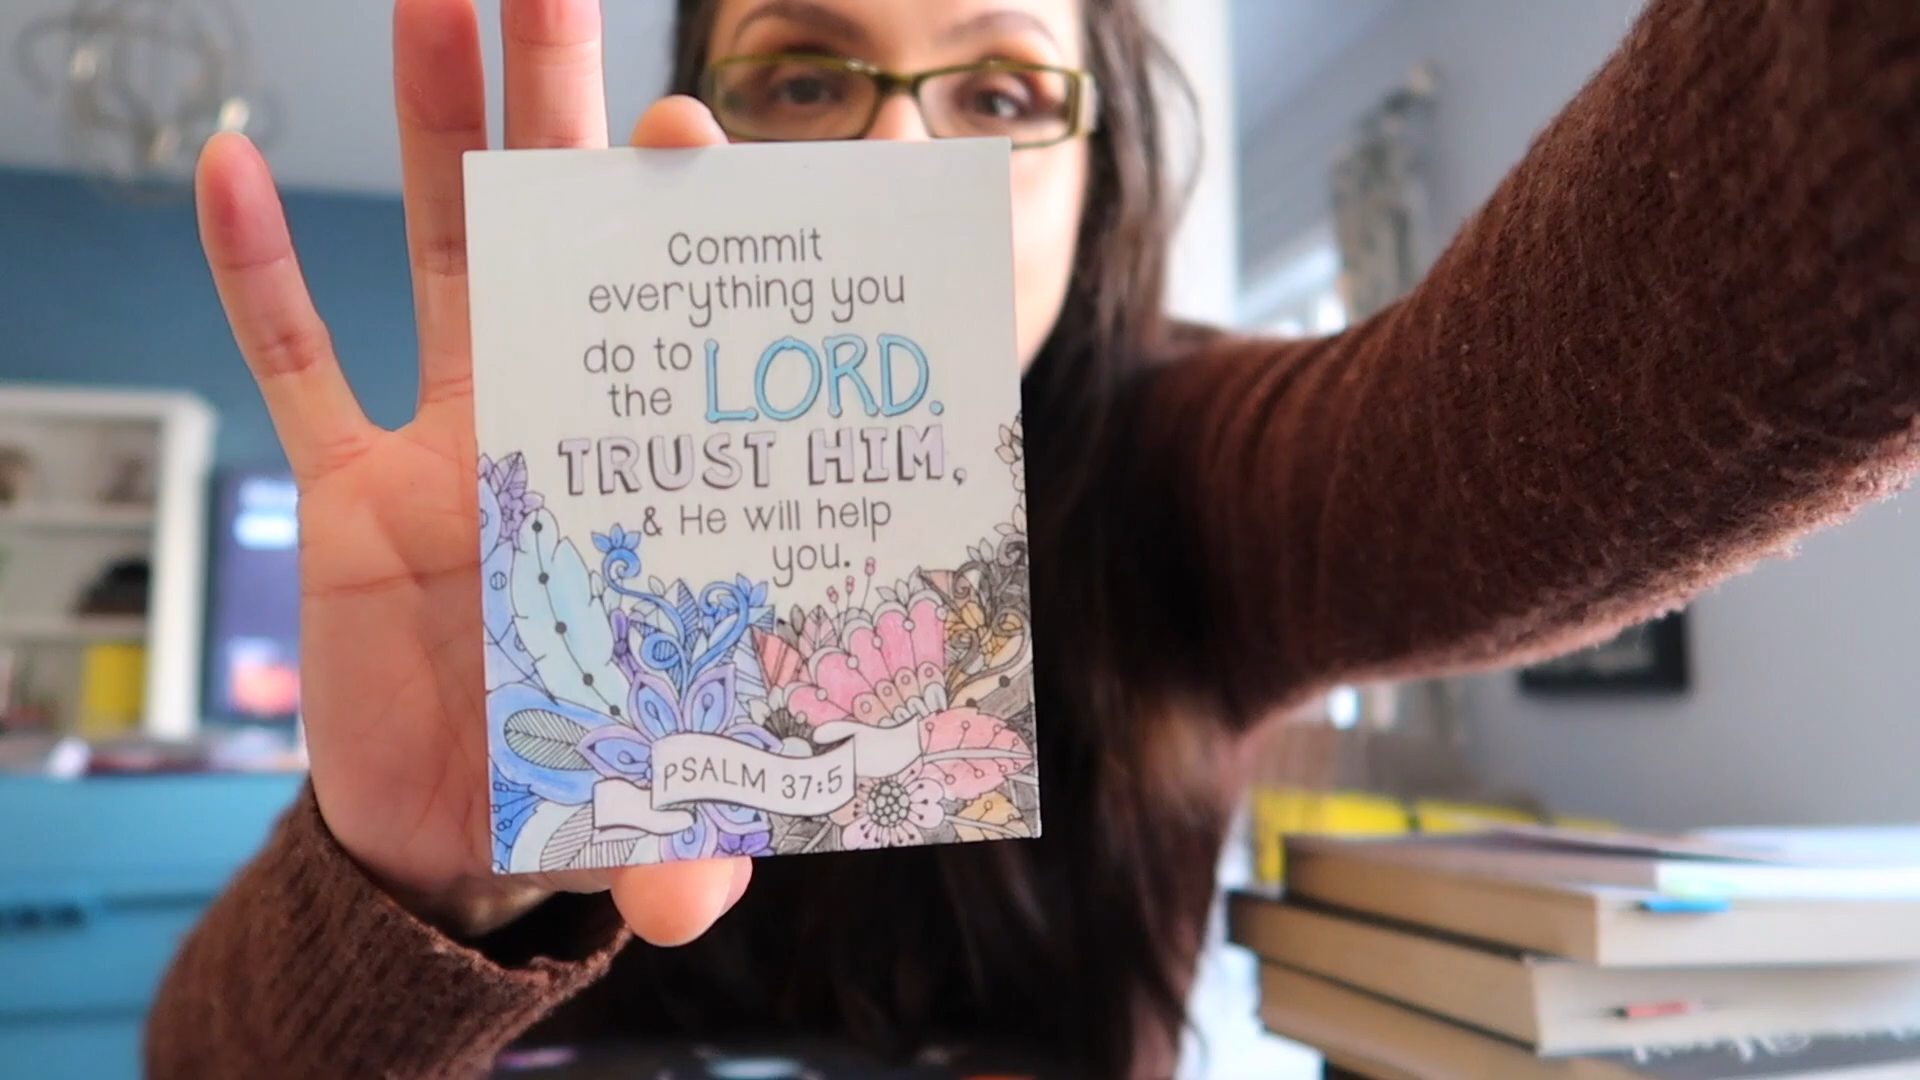 Commit
everything you
do to
the LORD.
TRUST HIM,
& He will help
you.
PSALM 37:5